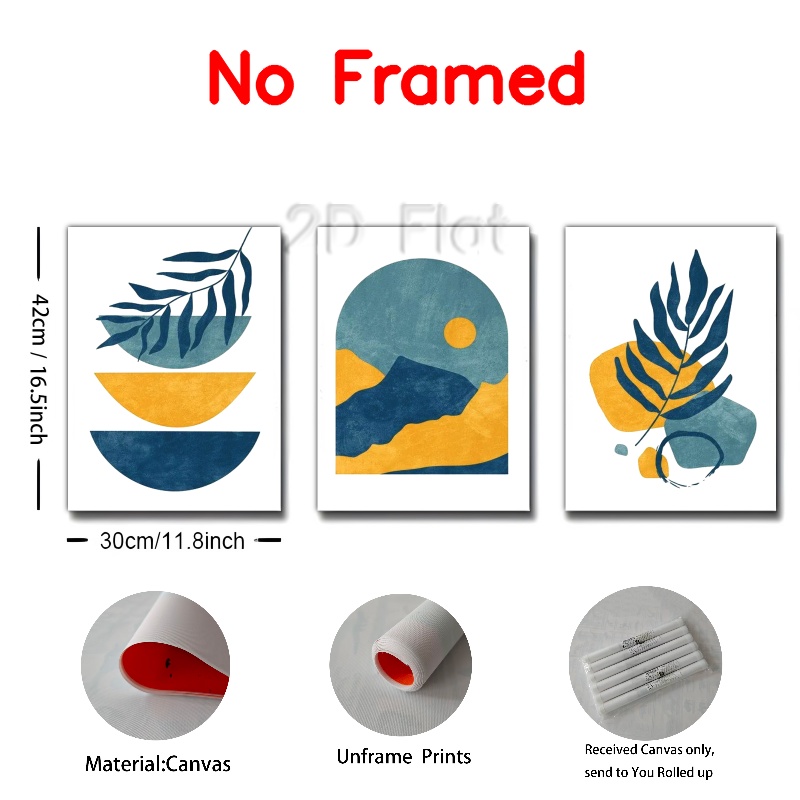 No Framed
2D Flat
42cm / 16.5inch
30cm/11.8inch
Material:Canvas
Unframe Prints
Received Canvas only,
send to You Rolled up